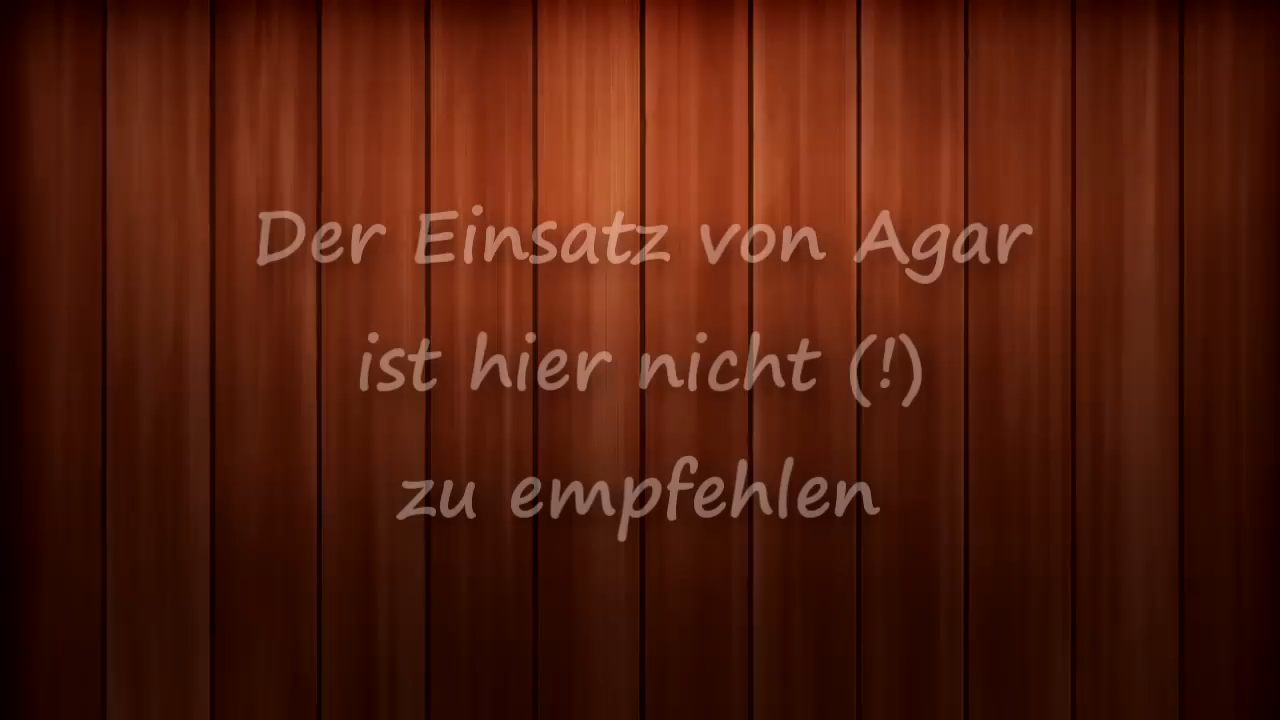 Der Einsatz von Agar
ist hier nicht (!)
zu empfehlen